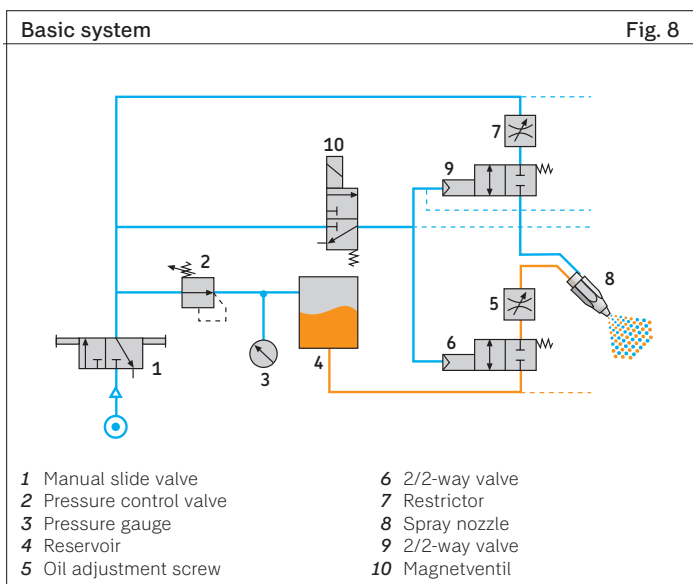 Basic system Fig. 8
10
7
9
2
8
5
6
1
3
4
1 Manual slide valve
2 Pressure control valve
3 Pressure gauge
4 Reservoir
5 Oil adjustment screw
6 2/2-way valve
7 Restrictor
8 Spray nozzle
9 2/2-way valve
10 Magnetventil